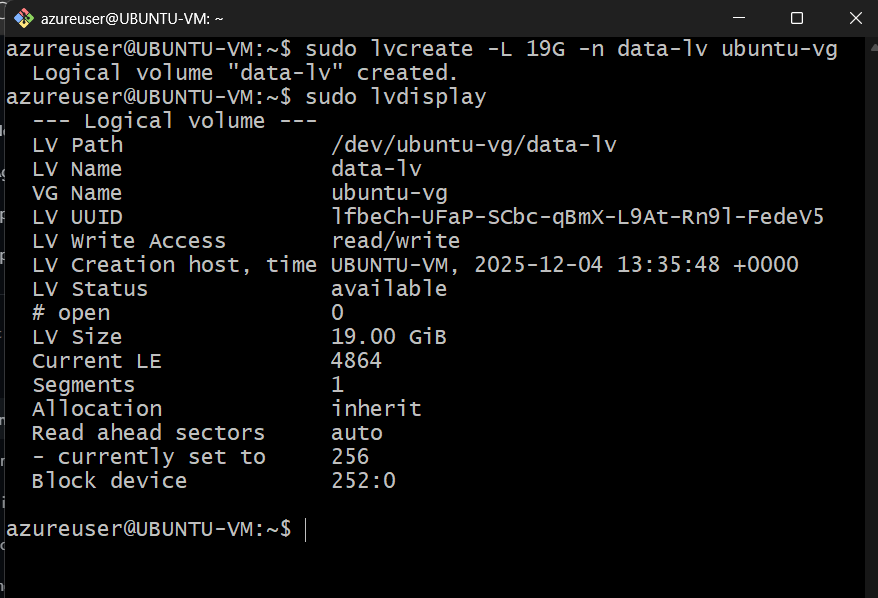 azureuser@UBUNTU-VM: ~
azureuser@UBUNTU-VM:~$ sudo lvcreate -L 19G -n data-lv ubuntu-vg
  Logical volume "data-lv" created.
azureuser@UBUNTU-VM:~$ sudo lvdisplay
  --- Logical volume ---
  LV Path                /dev/ubuntu-vg/data-lv
  LV Name                data-lv
  VG Name                ubuntu-vg
  LV UUID                lfbeCh-UFaP-SCbc-qBmX-L9At-Rn9l-FedeV5
  LV Write Access        read/write
  LV Creation host, time UBUNTU-VM, 2025-12-04 13:35:48 +0000
  LV Status              available
  # open                 0
  LV Size                19.00 GiB
  Current LE             4864
  Segments               1
  Allocation             inherit
  Read ahead sectors     auto
  - currently set to     256
  Block device           252:0
azureuser@UBUNTU-VM:~$